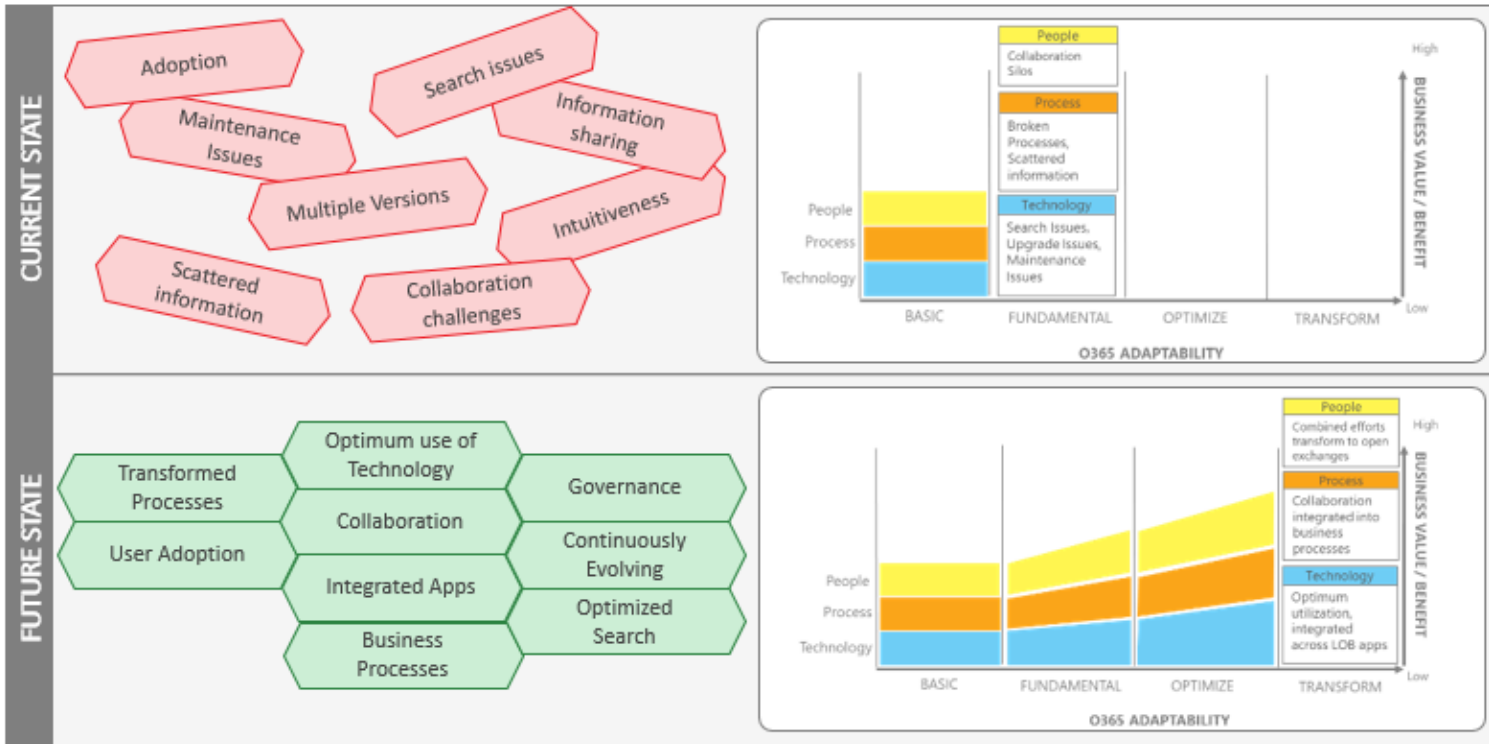 CURRENT STATE
Adoption
Search issues
Maintenance
Issues
Information
sharing
Multiple Versions
Intuitiveness
Scattered
information
Collaboration
challenges
People
Collaboration
Silos
Process
Broken
Processes,
Scattered
information
Technology
Search Issues.
Upgrade Issues,
Maintenance
Issues
People
Process
Technology
BASIC
FUNDAMENTAL
OPTIMIZE
TRANSFORM
O365 ADAPTABILITY
High
BUSINESS VALUE / BENEFIT
Low
FUTURE STATE
Transformed
Processes
User Adoption
Optimum use of
Technology
Collaboration
Integrated Apps
Business
Processes
Governance
Continuously
Evolving
Optimized
Search
People
Combined efforts
transform to open
exchanges
Process
Collaboration
integrated into
business
processes
Technology
Optimum
utilization,
integrated
across LOB apps
People
Process
Technology
BASIC
FUNDAMENTAL
OPTIMIZE
TRANSFORM
O365 ADAPTABILITY
High
BUSINESS VALUE / BENEFIT
Low